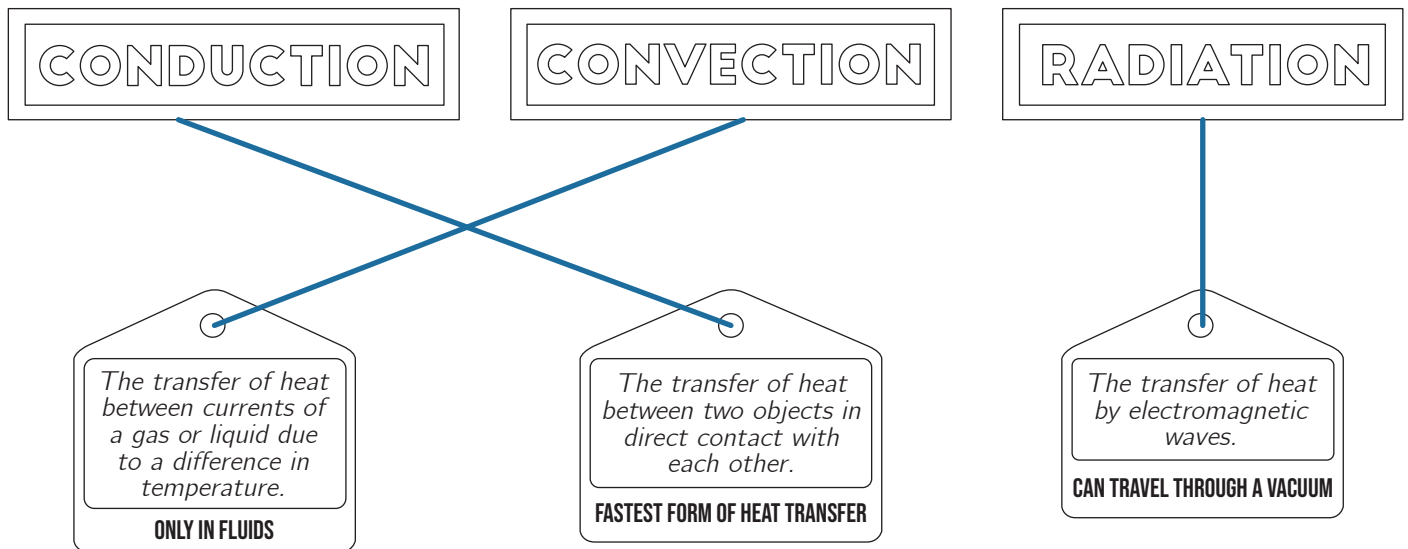 CONDUCTION
CONVECTION
RADIATION
The transfer of heat
between currents of
a gas or liquid due
to a difference in
temperature.
ONLY IN FLUIDS
The transfer of heat
between two objects in
direct contact with
each other.
FASTEST FORM OF HEAT TRANSFER
The transfer of heat
by electromagnetic
waves.
CAN TRAVEL THROUGH A VACUUM